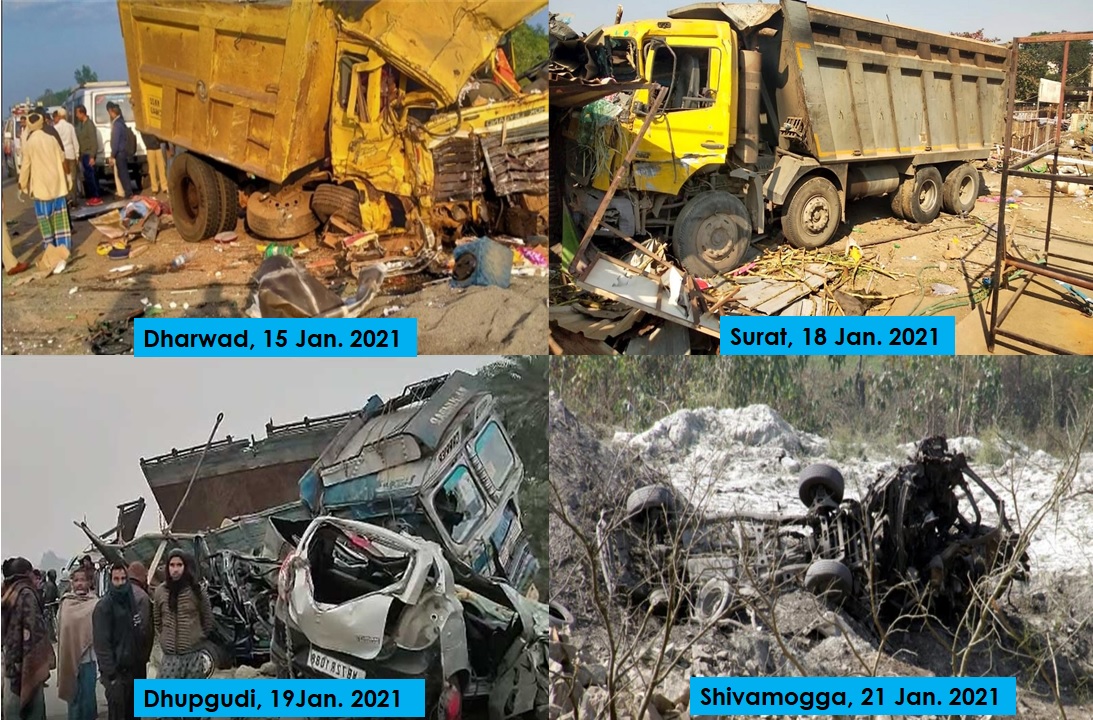 Dharwad, 15 Jan. 2021
Surat, 18 Jan. 2021
Dhupgudi, 19Jan. 2021
Shivamogga, 21 Jan. 2021